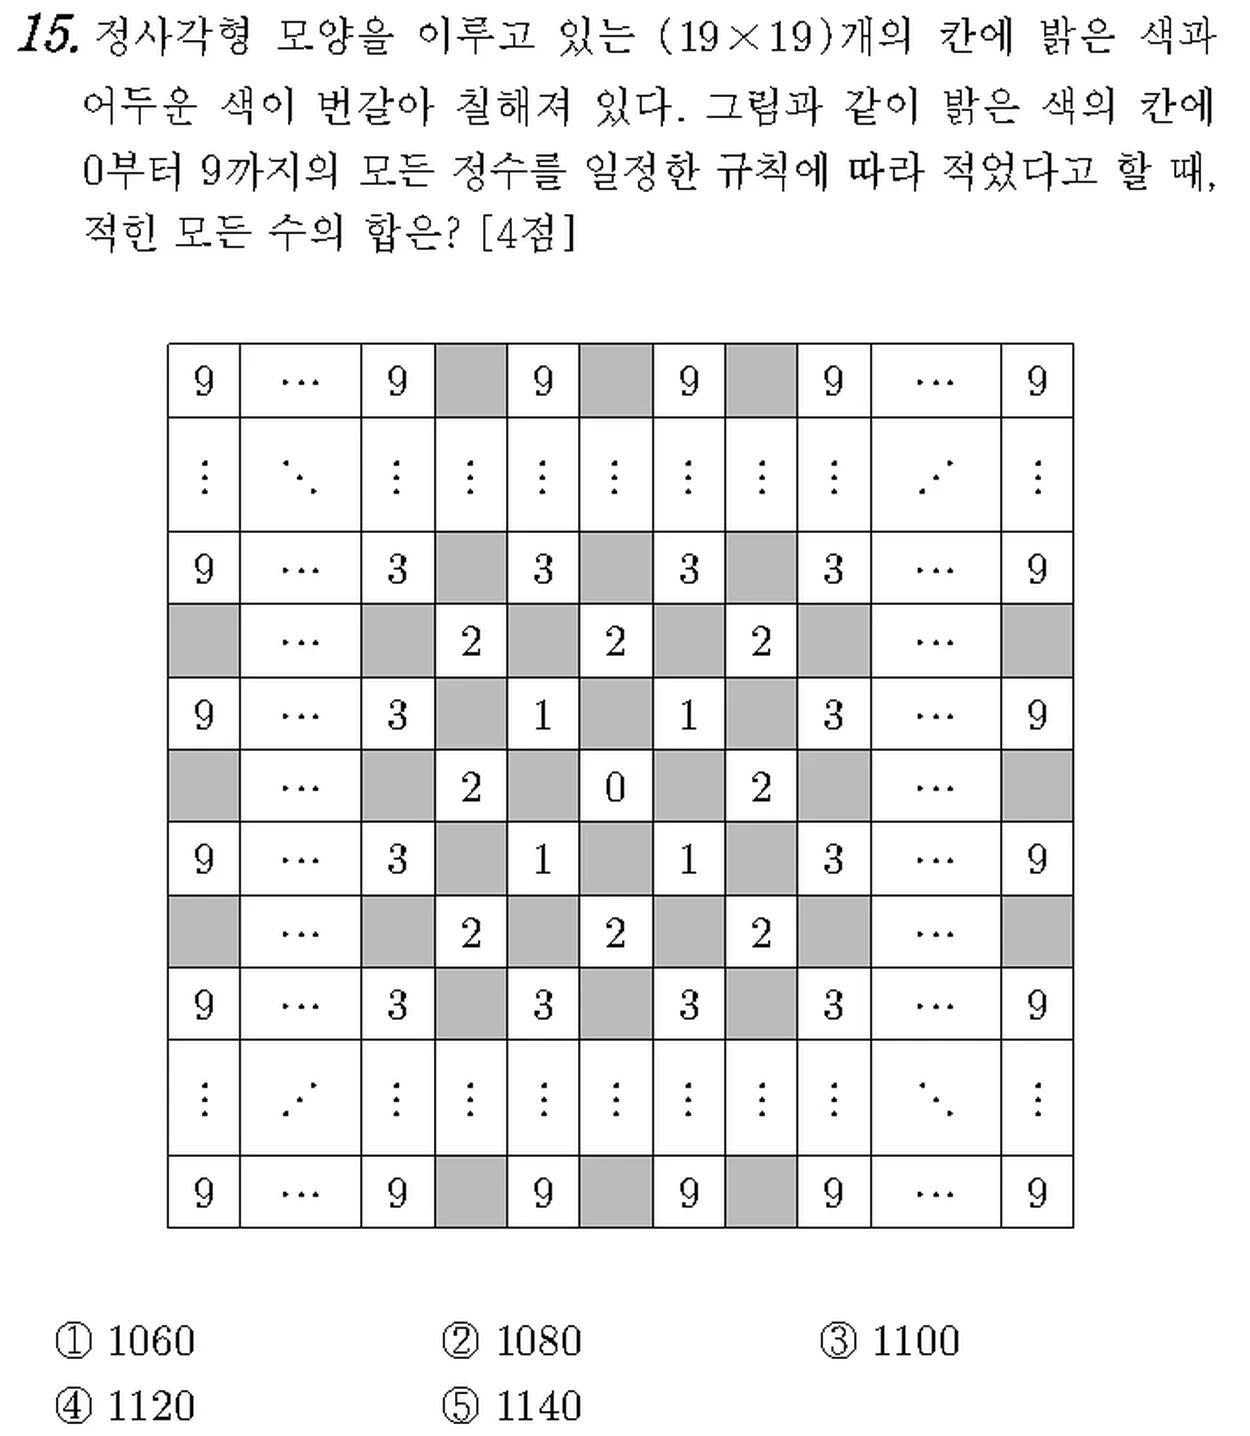 15. 정사각형 모양을 이루고 있는 (19×19)개의 칸에 밝은 색과
어두운 색이 번갈아 칠해져 있다. 그림과 같이 밝은 색의 칸에
0부터 9까지의 모든 정수를 일정한 규칙에 따라 적었다고 할 때,
적힌 모든 수의 합은? [4점]
9 ⋯ 9 9 9 9 ⋯ 9
⋮ ⋱ ⋮ ⋮ ⋮ ⋮ ⋮ ⋮ ⋮ ⋰ ⋮
9 ⋯ 3 3 3 3 ⋯ 9
⋯ 2 2 2 ⋯
9 ⋯ 3 1 1 3 ⋯ 9
⋯ 2 0 2 ⋯
9 ⋯ 3 1 1 3 ⋯ 9
⋯ 2 2 2 ⋯
9 ⋯ 3 3 3 3 ⋯ 9
⋮ ⋰ ⋮ ⋮ ⋮ ⋮ ⋮ ⋮ ⋮ ⋱ ⋮
9 ⋯ 9 9 9 9 ⋯ 9
① 1060 ② 1080 ③ 1100
④ 1120 ⑤ 1140